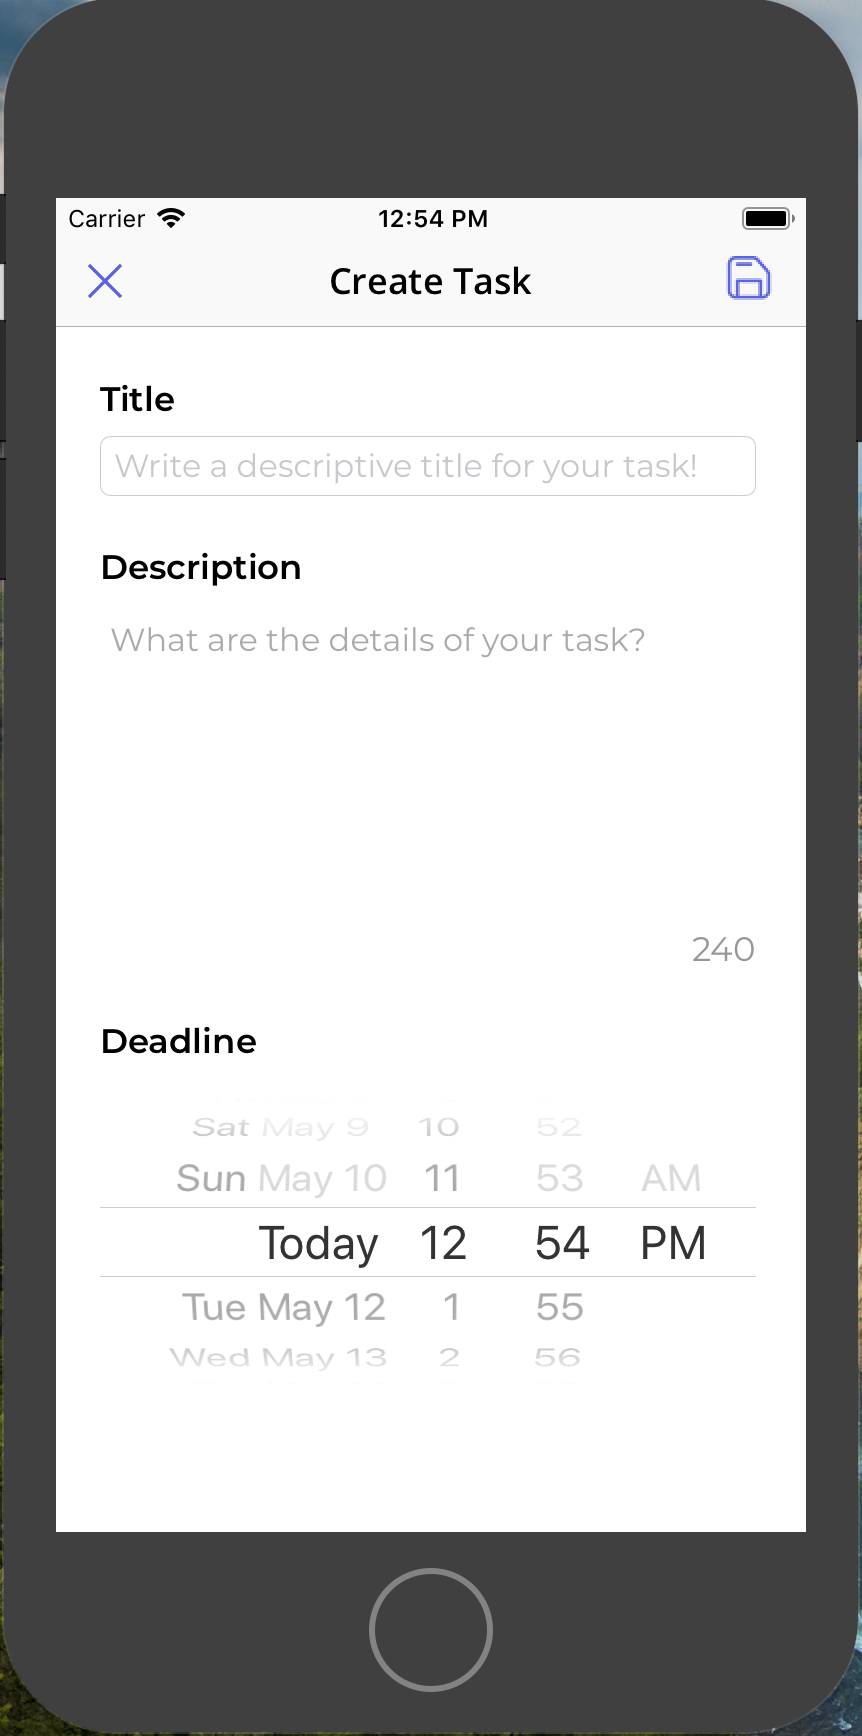 Carrier 12:54 PM
Create Task
Title
Write a descriptive title for your task!
Description
What are the details of your task?
240
Deadline
Sat May 9 10 52
Sun May 10 11 53 AM
Today 12 54 PM
Tue May 12 1 55
Wed May 13 2 56